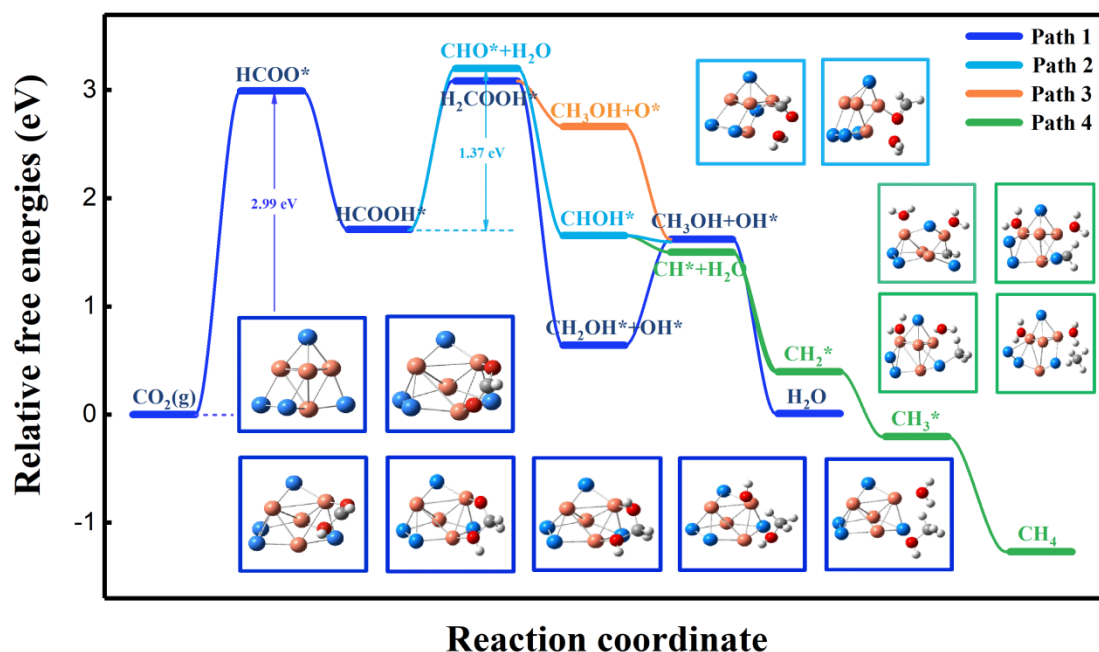 Path 1
Path 2
Path 3
Path 4
CHO*+H₂O
HCOO*
H₂COOH*
CH₃OH+O*
1.37 eV
2.99 eV
HCOOH*
CHOH*
CH₃OH+OH*
CH*+H₂O
CH₂OH*+OH*
CH₂*
CO₂(g)
H₂O
CH₃*
CH₄
3
2
1
0
-1
Relative free energies (eV)
Reaction coordinate